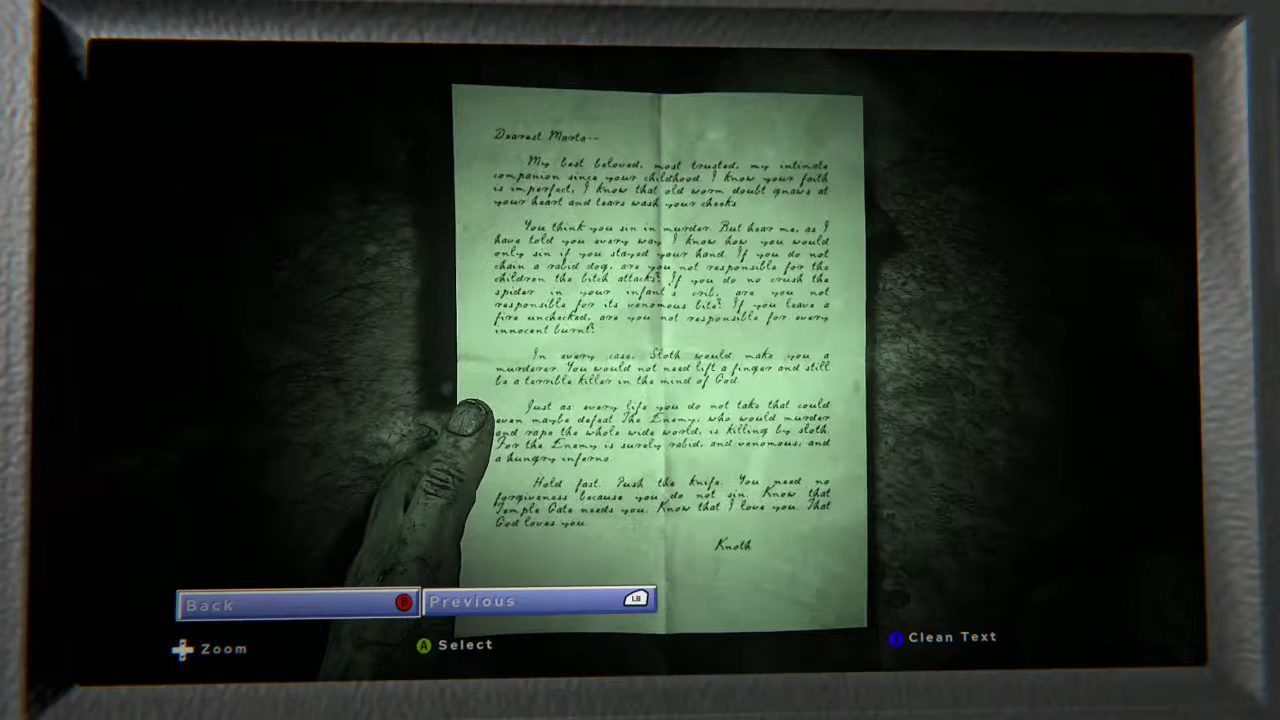 Dearest Marta--
My best beloved, most trusted, my intimate
companion since your childhood. I know your faith
is imperfect, I know that old worm doubt gnaws at
your heart and tears wash your cheeks.
You think you sin in murder. But hear me, as I
have told you every way I know how you would
only sin if you stayed your hand. If you do not
chain a rabid dog, are you not responsible for the
children the bitch attacks? If you do no crush the
spider in your infant's crib, are you not
responsible for its venomous bite? If you leave a
fire unchecked, are you not responsible for every
innocent burnt?
In every case, Sloth would make you a
murderer. You would not need lift a finger and still
be a terrible killer in the mind of God.
Just as every life you do not take that could
even maybe defeat The Enemy, who would murder
and rape the whole wide world, is killing by sloth.
For the Enemy is surely rabid, and venomous, and
a hungry inferno.
Hold fast. Push the knife. You need no
forgiveness because you do not sin. Know that
Temple Gate needs you. Know that I love you. That
God loves you.
Knoth
Back B Previous LB
Zoom A Select Clean Text